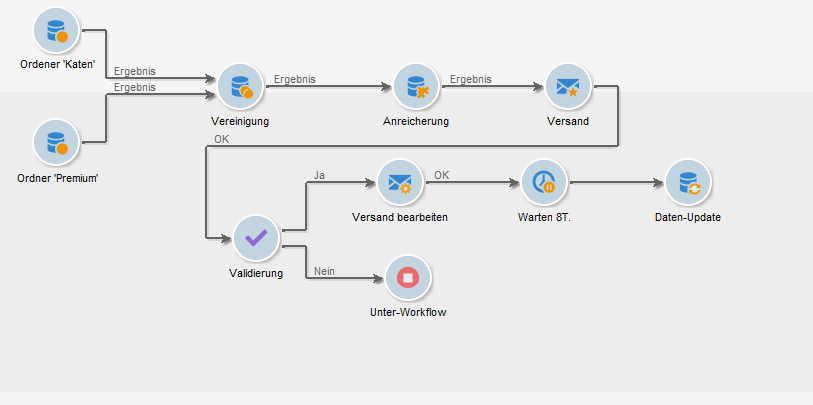 Ordener 'Katen'
Ergebnis
Ergebnis
Ergebnis
Ergebnis
Vereinigung
Anreicherung
Versand
OK
Ordner 'Premium'
Ja
OK
Versand bearbeiten
Warten 8T.
Daten-Update
Validierung
Nein
Unter-Workflow